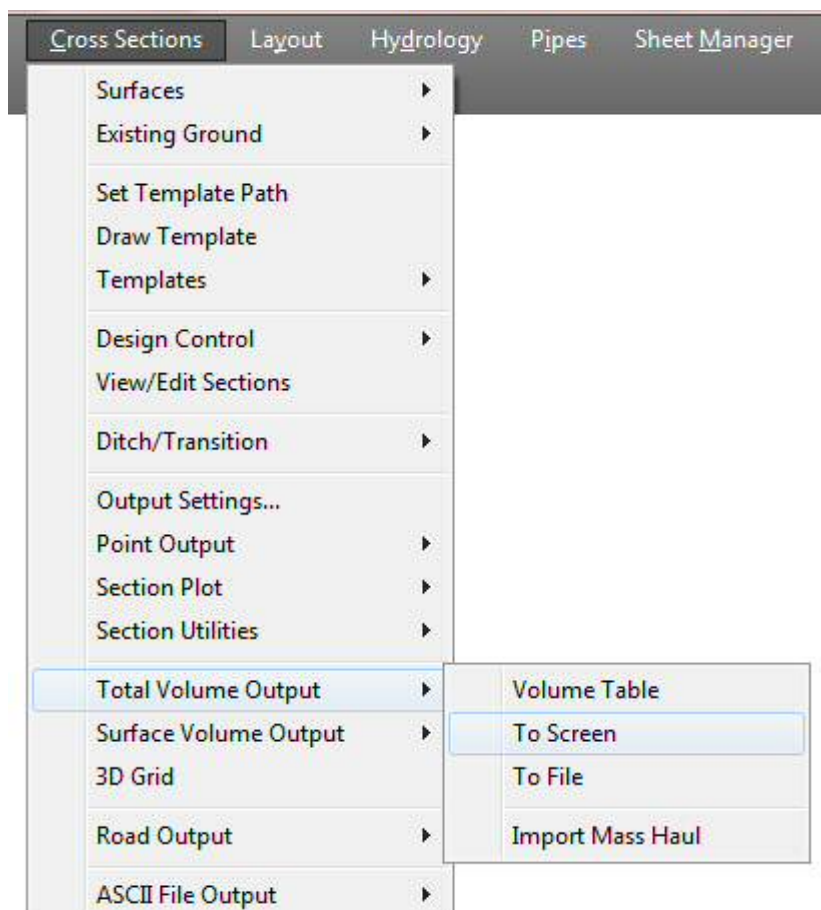 Cross Sections Layout Hydrology Pipes Sheet Manager
Surfaces
Existing Ground
Set Template Path
Draw Template
Templates
Design Control
View/Edit Sections
Ditch/Transition
Output Settings...
Point Output
Section Plot
Section Utilities
Total Volume Output
Surface Volume Output
3D Grid
Road Output
ASCII File Output
Volume Table
To Screen
To File
Import Mass Haul